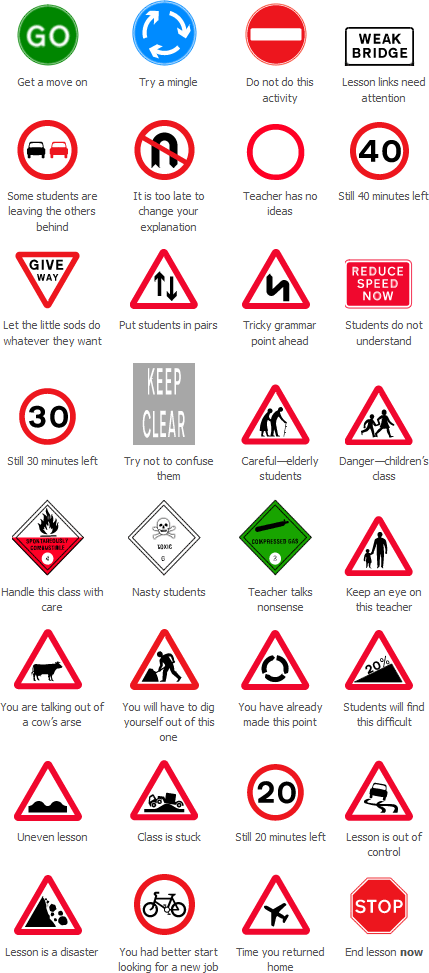 GO
WEAK
BRIDGE
Get a move on
Try a mingle
Do not do this
activity
Lesson links need
attention
40
Some students are
leaving the others
behind
It is too late to
change your
explanation
Teacher has no
ideas
Still 40 minutes left
GIVE
WAY
REDUCE
SPEED
NOW
Let the little sods do
whatever they want
Put students in pairs
Tricky grammar
point ahead
Students do not
understand
30
KEEP
CLEAR
Still 30 minutes left
Try not to confuse
them
Careful—elderly
students
Danger—children's
class
SPONTANEOUSLY
COMBUSTIBLE
4
TOXIC
6
COMPRESSED GAS
Handle this class with
care
Nasty students
Teacher talks
nonsense
Keep an eye on
this teacher
20%
You are talking out of
a cow's arse
You will have to dig
yourself out of this
one
You have already
made this point
Students will find
this difficult
20
Uneven lesson
Class is stuck
Still 20 minutes left
Lesson is out of
control
STOP
Lesson is a disaster
You had better start
looking for a new job
Time you returned
home
End lesson now